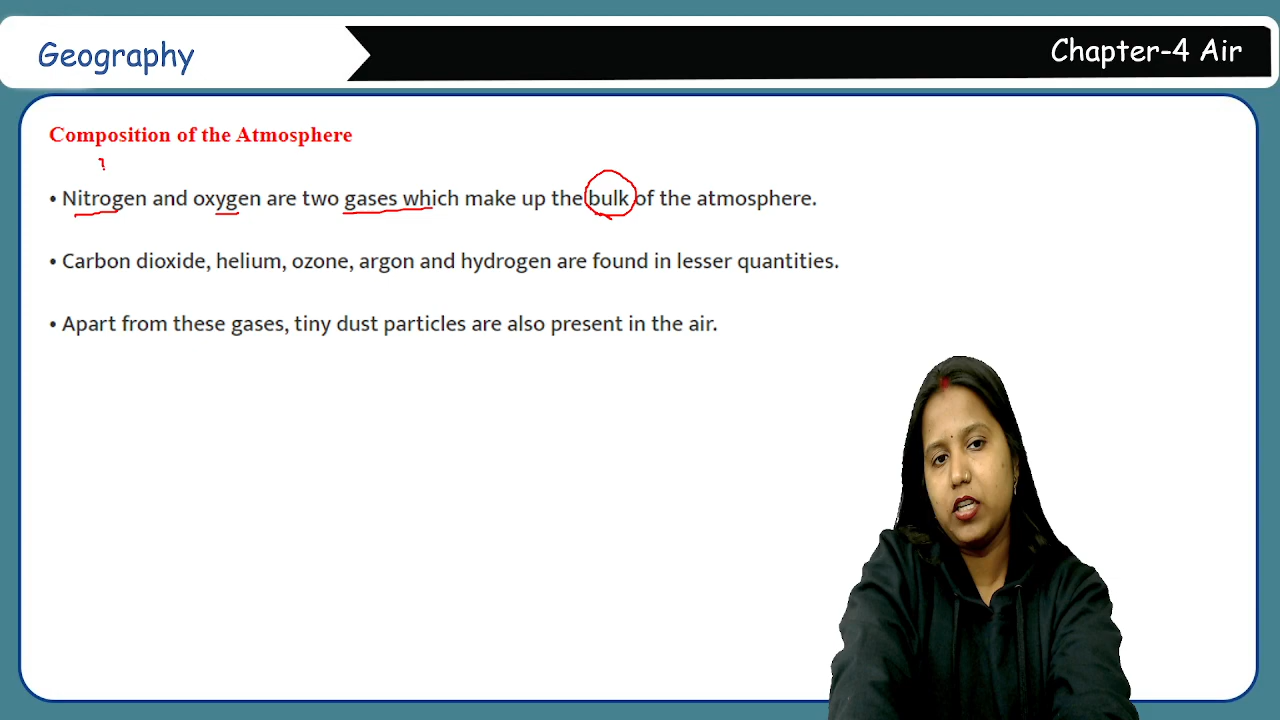 Geography
Chapter-4 Air
Composition of the Atmosphere
• Nitrogen and oxygen are two gases which make up the bulk of the atmosphere.
• Carbon dioxide, helium, ozone, argon and hydrogen are found in lesser quantities.
• Apart from these gases, tiny dust particles are also present in the air.